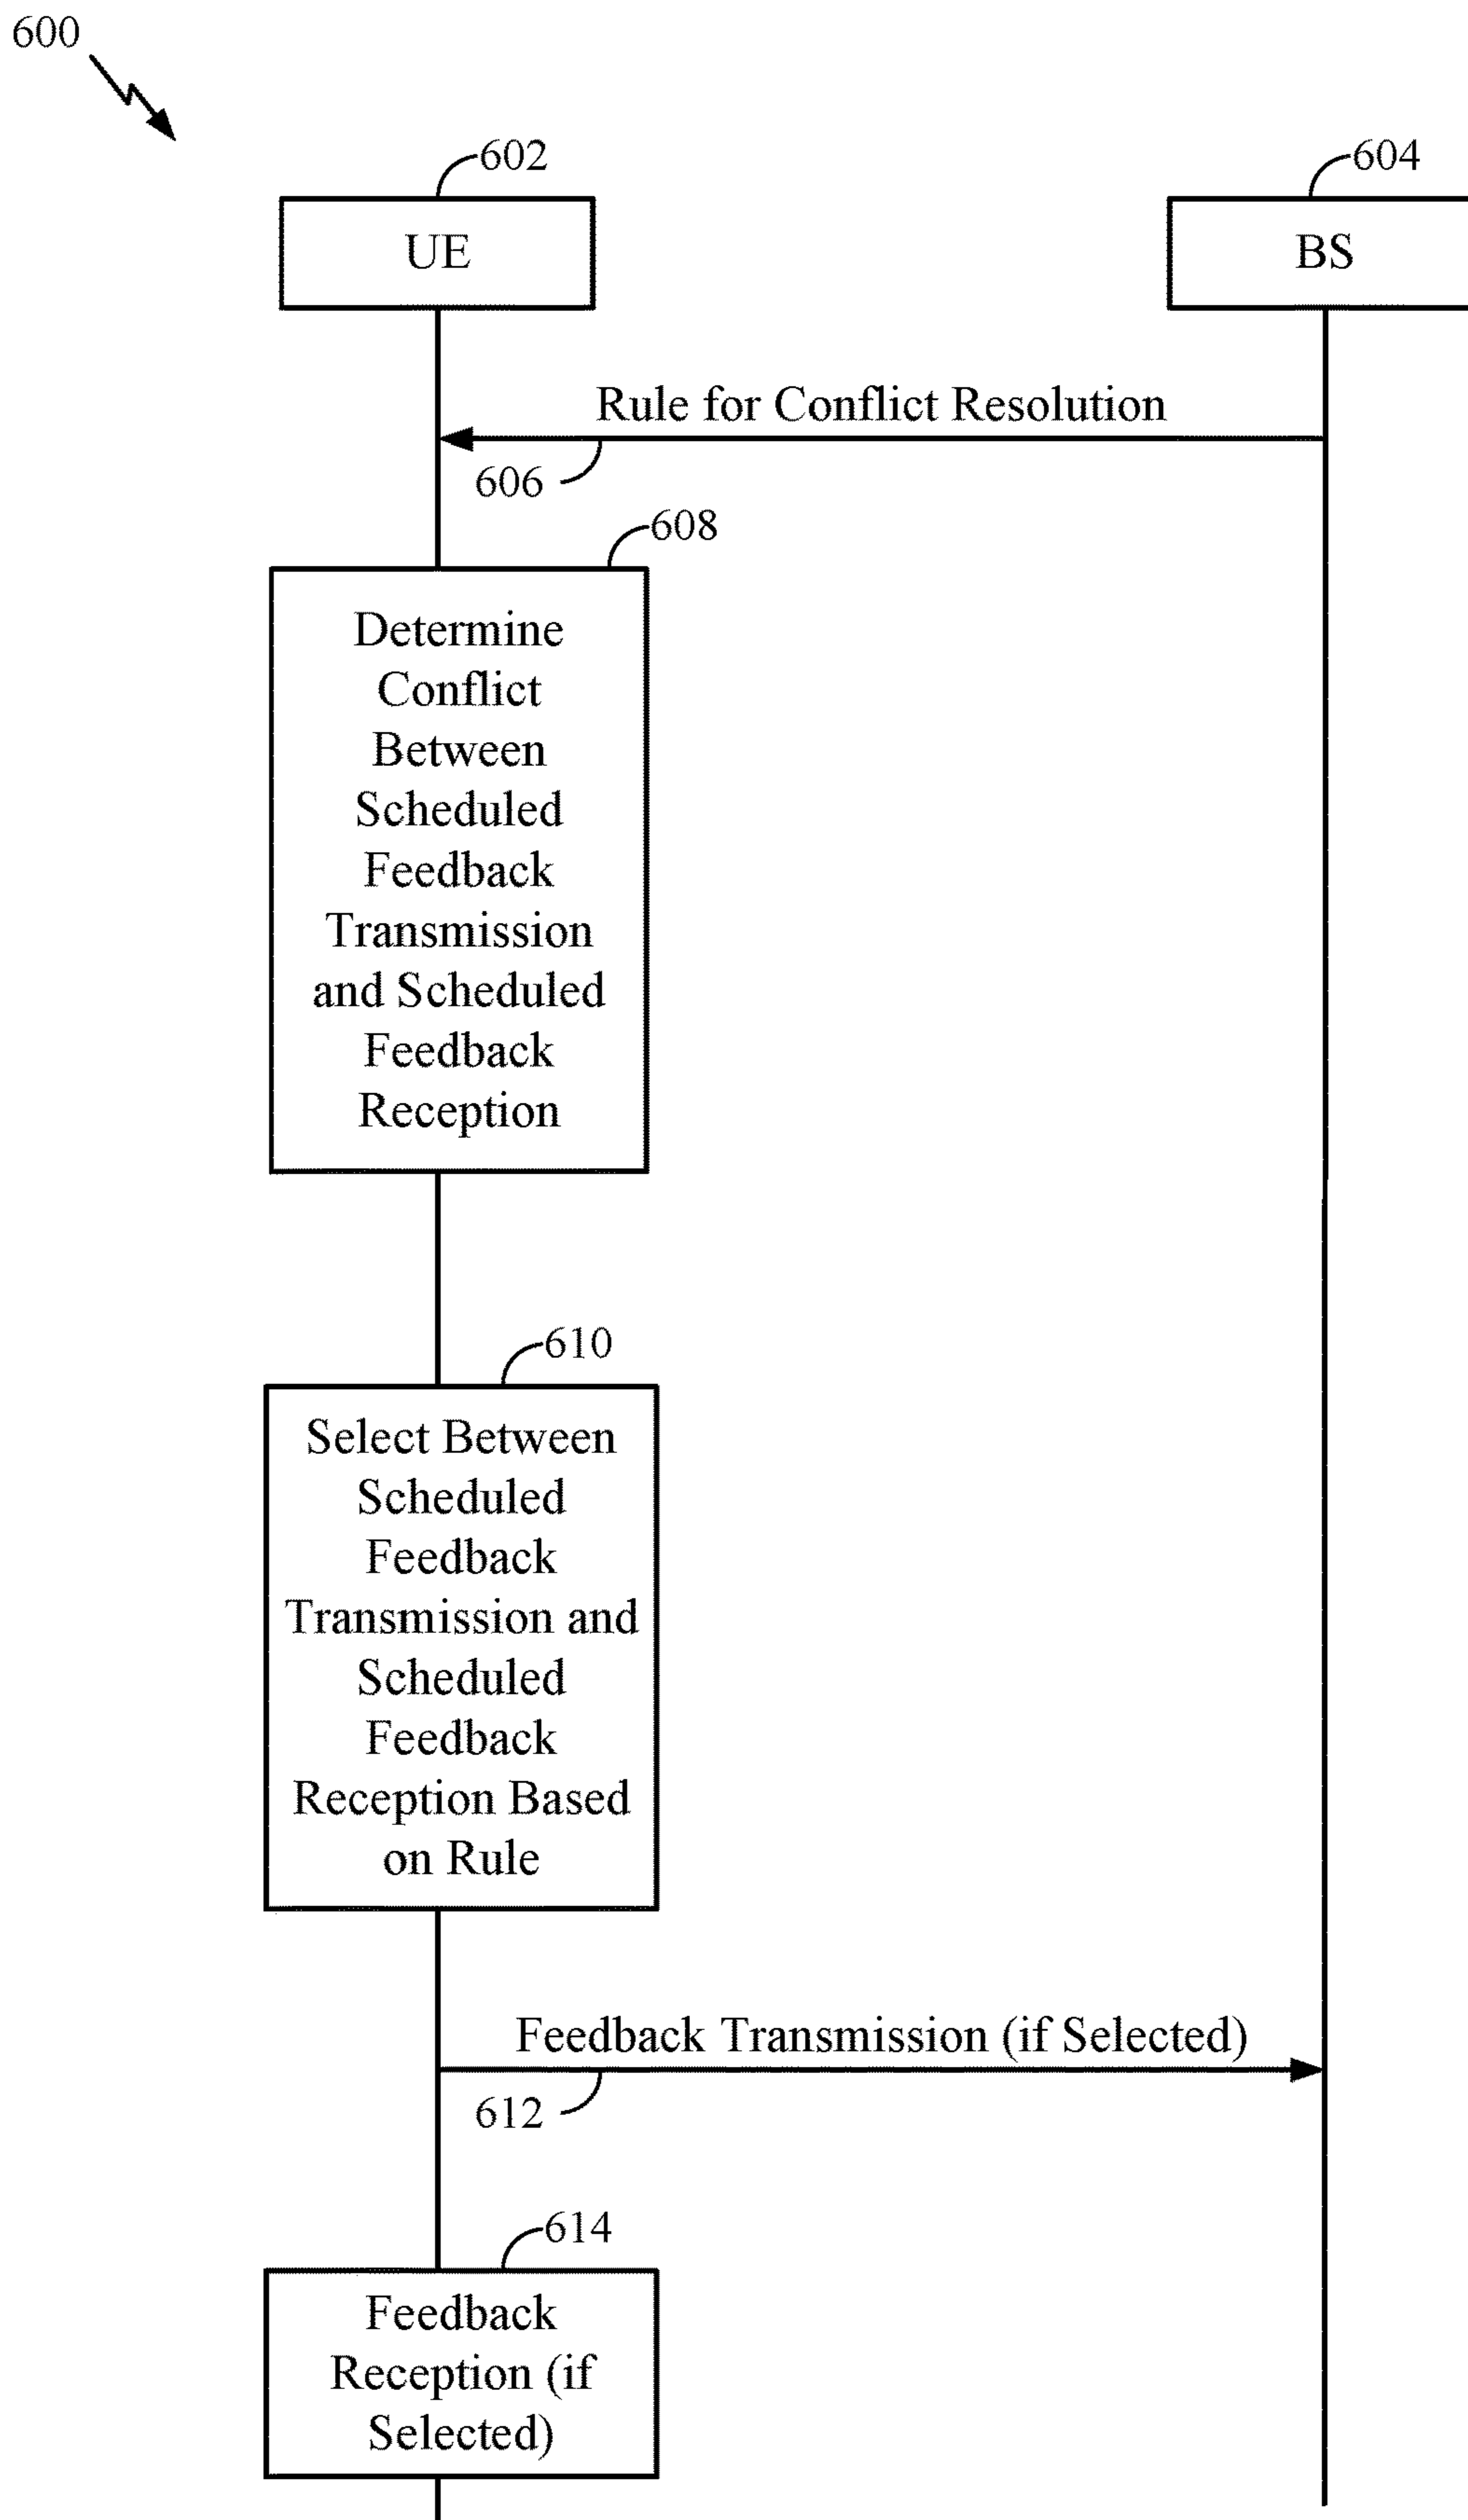 600
602
604
UE
BS
Rule for Conflict Resolution
606
608
Determine
Conflict
Between
Scheduled
Feedback
Transmission
and Scheduled
Feedback
Reception
610
Select Between
Scheduled
Feedback
Transmission and
Scheduled
Feedback
Reception Based
on Rule
Feedback Transmission (if Selected)
612
614
Feedback
Reception (if
Selected)